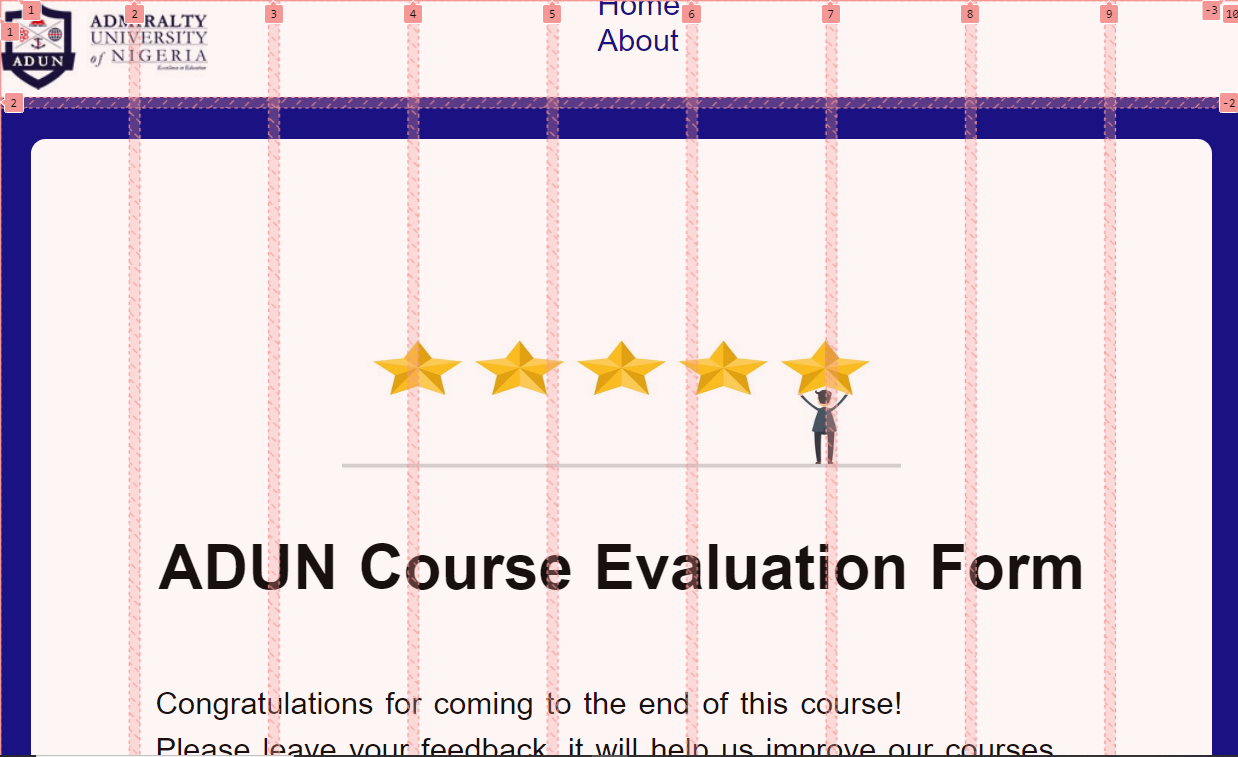 1 2 3 4 5 6 7 8 9 -3 10
1
ADUN
ADMIRALTY
UNIVERSITY
of NIGERIA
Excellence in Education
Home
About
2 -2
ADUN Course Evaluation Form
Congratulations for coming to the end of this course!
Please leave your feedback, it will help us improve our courses